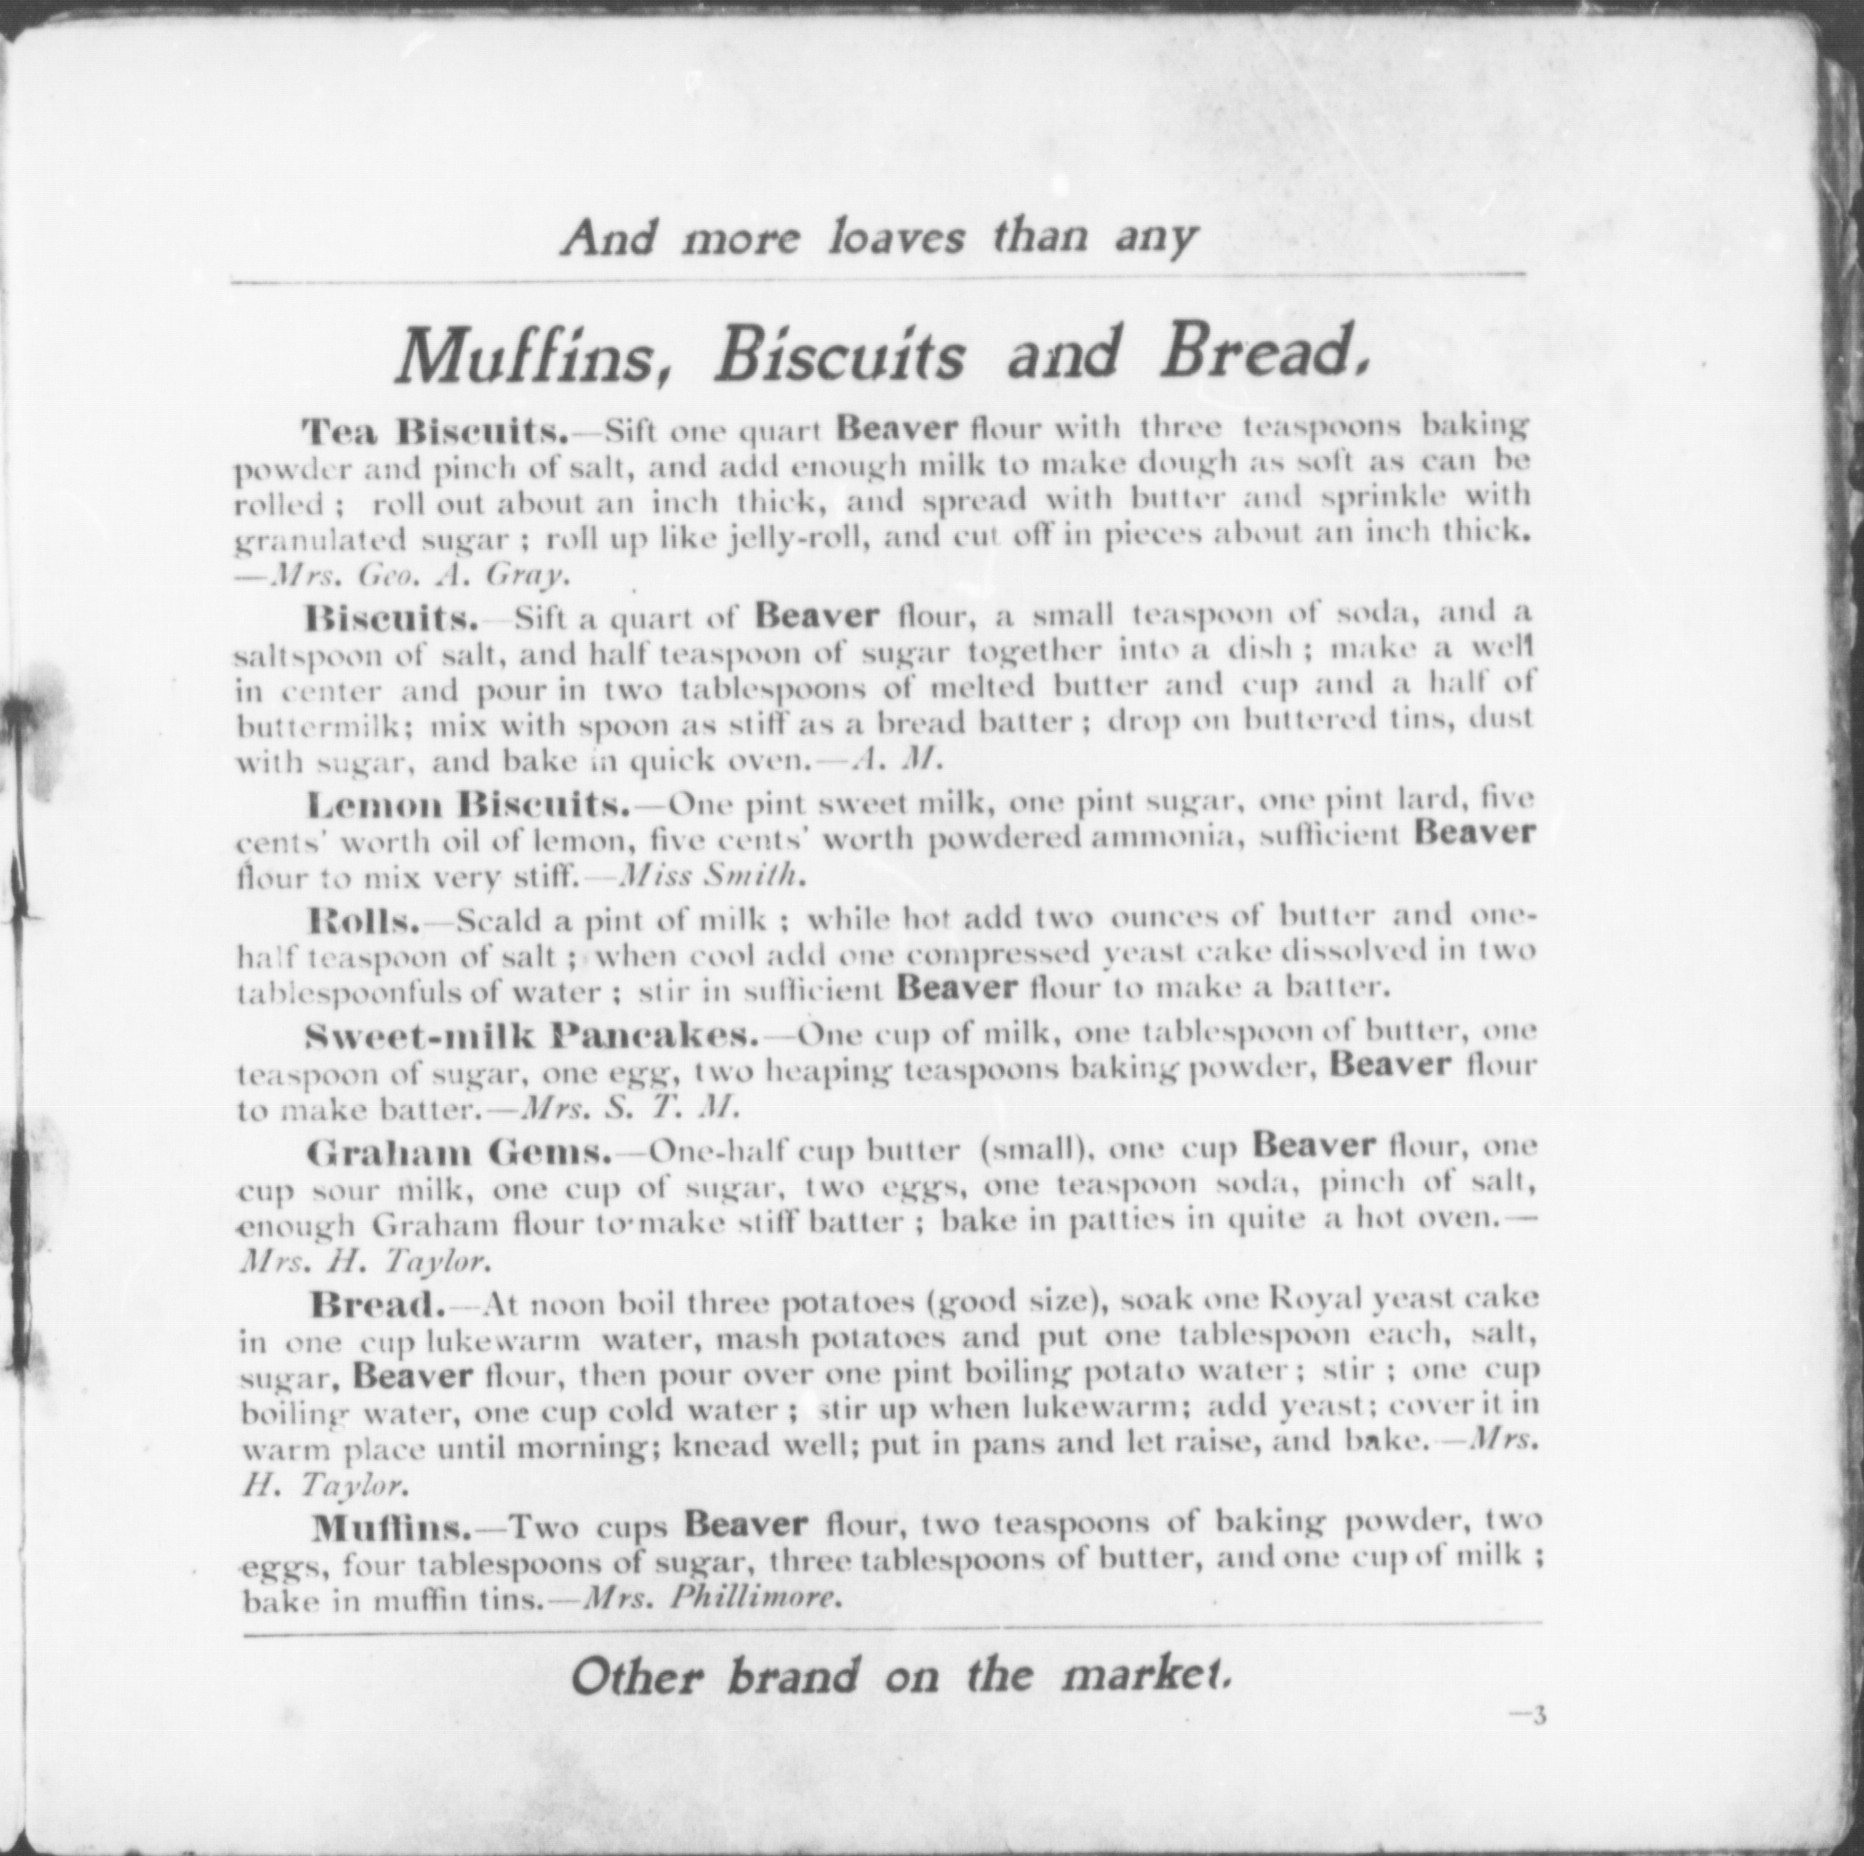 And more loaves than any
Muffins, Biscuits and Bread.
Tea Biscuits.—Sift one quart Beaver flour with three teaspoons baking
powder and pinch of salt, and add enough milk to make dough as soft as can be
rolled ; roll out about an inch thick, and spread with butter and sprinkle with
granulated sugar ; roll up like jelly-roll, and cut off in pieces about an inch thick.
—Mrs. Geo. A. Gray.
Biscuits.—Sift a quart of Beaver flour, a small teaspoon of soda, and a
saltspoon of salt, and half teaspoon of sugar together into a dish ; make a well
in center and pour in two tablespoons of melted butter and cup and a half of
buttermilk; mix with spoon as stiff as a bread batter ; drop on buttered tins, dust
with sugar, and bake in quick oven.—A. M.
Lemon Biscuits.—One pint sweet milk, one pint sugar, one pint lard, five
cents' worth oil of lemon, five cents' worth powdered ammonia, sufficient Beaver
flour to mix very stiff.—Miss Smith.
Rolls.—Scald a pint of milk ; while hot add two ounces of butter and one-
half teaspoon of salt ; when cool add one compressed yeast cake dissolved in two
tablespoonfuls of water ; stir in sufficient Beaver flour to make a batter.
Sweet-milk Pancakes.—One cup of milk, one tablespoon of butter, one
teaspoon of sugar, one egg, two heaping teaspoons baking powder, Beaver flour
to make batter.—Mrs. S. T. M.
Graham Gems.—One-half cup butter (small), one cup Beaver flour, one
cup sour milk, one cup of sugar, two eggs, one teaspoon soda, pinch of salt,
enough Graham flour to make stiff batter ; bake in patties in quite a hot oven.—
Mrs. H. Taylor.
Bread.—At noon boil three potatoes (good size), soak one Royal yeast cake
in one cup lukewarm water, mash potatoes and put one tablespoon each, salt,
sugar, Beaver flour, then pour over one pint boiling potato water ; stir ; one cup
boiling water, one cup cold water ; stir up when lukewarm; add yeast; cover it in
warm place until morning; knead well; put in pans and let raise, and bake.—Mrs.
H. Taylor.
Muffins.—Two cups Beaver flour, two teaspoons of baking powder, two
eggs, four tablespoons of sugar, three tablespoons of butter, and one cup of milk ;
bake in muffin tins.—Mrs. Phillimore.
Other brand on the market.
—3